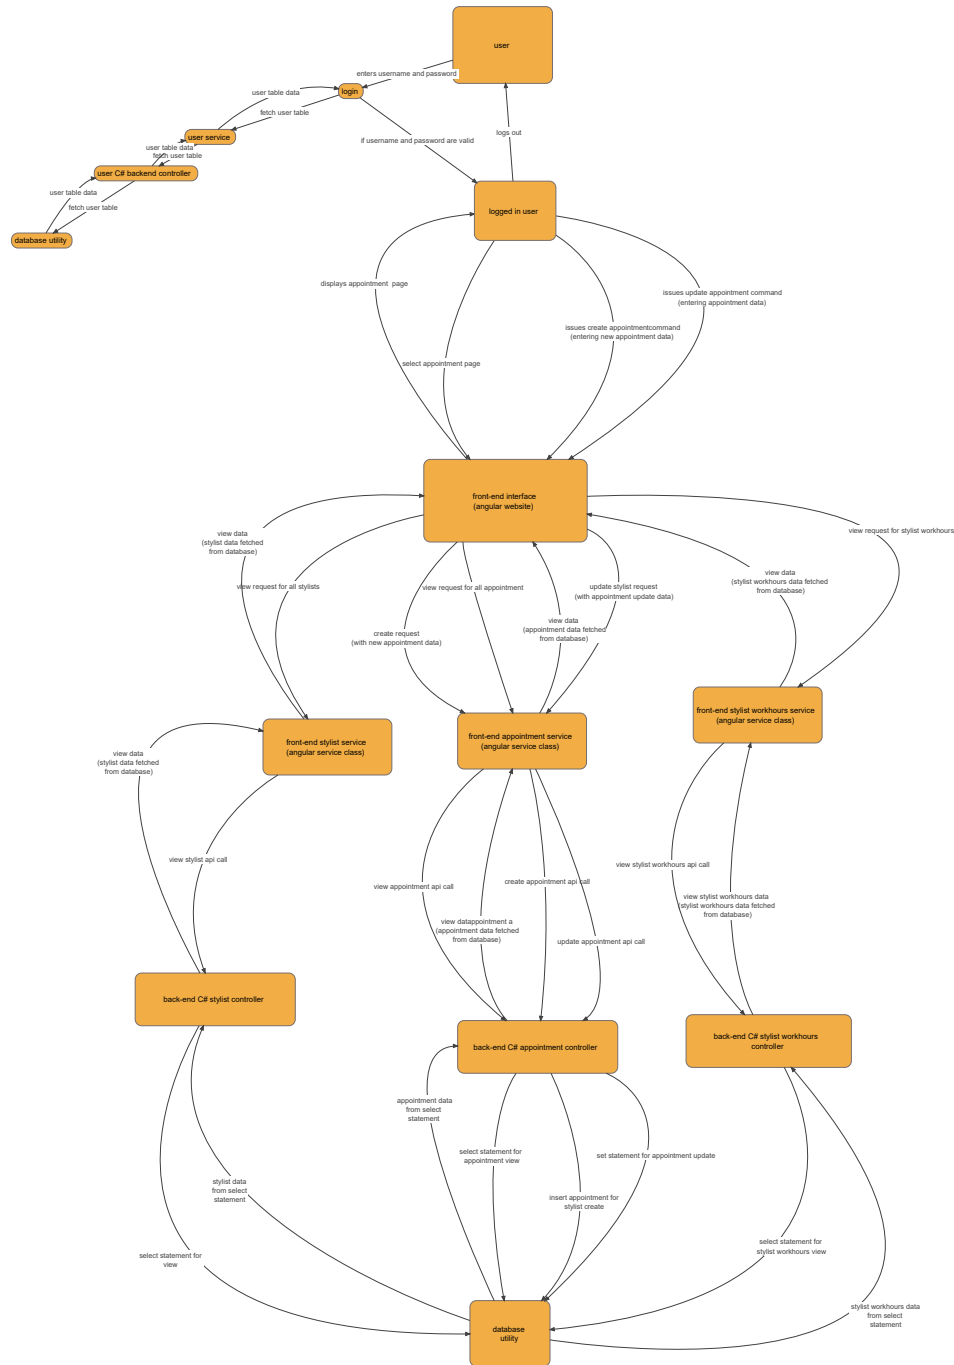 user
enters username and password
user table data
login
fetch user table
user service
logs out
if username and password are valid
user table data
fetch user table
user C# backend controller
user table data
fetch user table
logged in user
database utility
displays appointment page
issues update appointment command
(entering appointment data)
issues create appointmentcommand
(entering new appointment data)
select appointment page
front-end interface
(angular website)
view data
(stylist data fetched
from database)
view request for stylist workhours
view request for all stylists
view request for all appointment
update stylist request
(with appointment update data)
view data
(stylist workhours data fetched
from database)
create request
(with new appointment data)
view data
(appointment data fetched
from database)
front-end stylist workhours service
(angular service class)
front-end stylist service
(angular service class)
front-end appointment service
(angular service class)
view data
(stylist data fetched
from database)
view stylist api call
view appointment api call
create appointment api call
view stylist workhours api call
view datappointment a
(appointment data fetched
from database)
update appointment api call
view stylist workhours data
(stylist workhours data fetched
from database)
back-end C# stylist controller
back-end C# appointment controller
back-end C# stylist workhours
controller
appointment data
from select
statement
select statement for
appointment view
set statement for appointment update
stylist data
from select
statement
insert appointment for
stylist create
select statement for
view
select statement for
stylist workhours view
stylist workhours data
from select
statement
database
utility